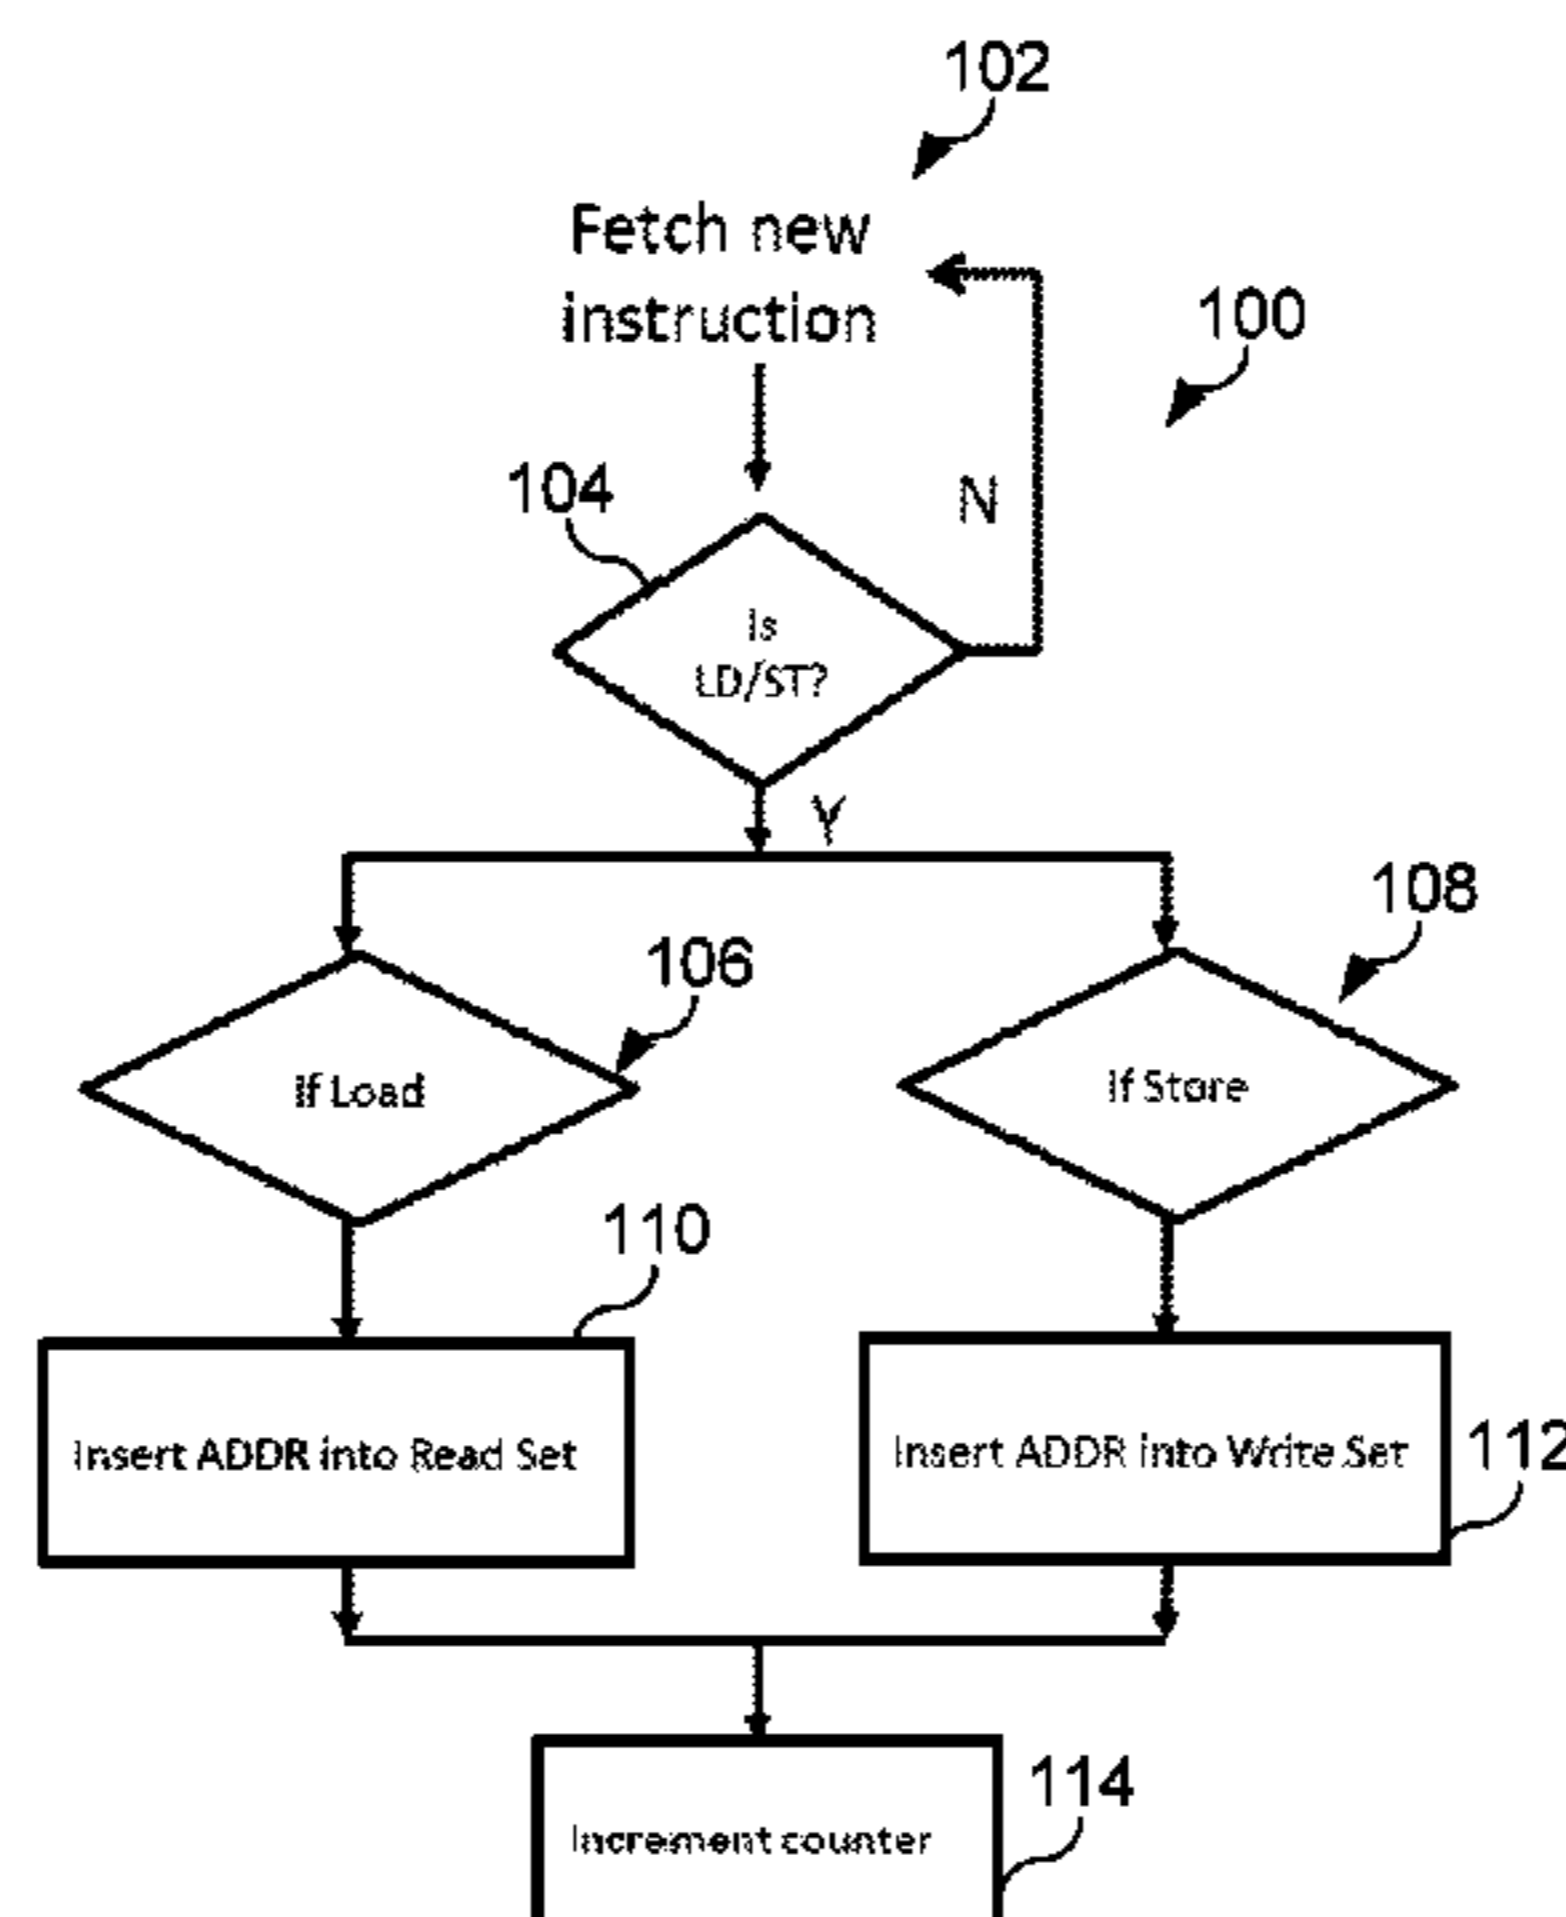 102
Fetch new
instruction
100
104
N
Is
LD/ST?
Y
108
106
If Load
If Store
110
Insert ADDR into Read Set
Insert ADDR into Write Set
112
114
Increment counter